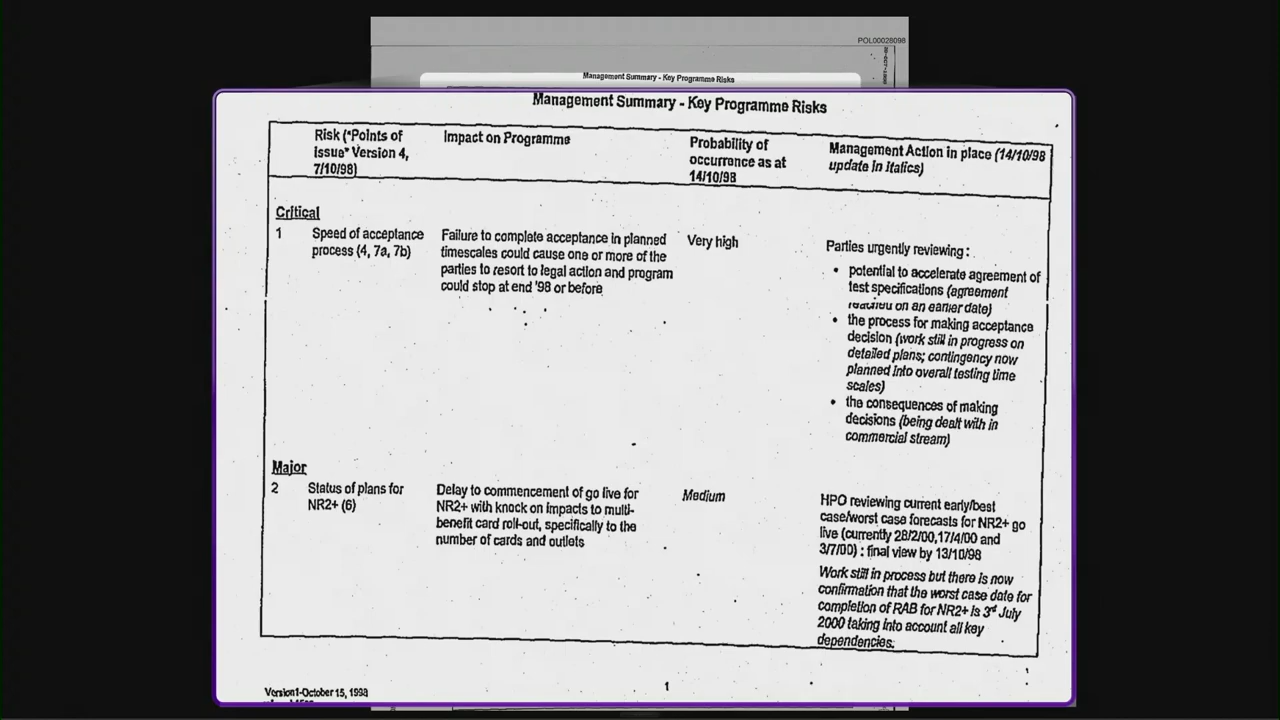 POL00028098
Management Summary - Key Programme Risks
Management Summary - Key Programme Risks
Risk ("Points of issue" Version 4, 7/10/98)
Impact on Programme
Probability of occurrence as at 14/10/98
Management Action in place (14/10/98 update in italics)
Critical
1
Speed of acceptance process (4, 7a, 7b)
Failure to complete acceptance in planned
timescales could cause one or more of the
parties to resort to legal action and program
could stop at end '98 or before
Very high
Parties urgently reviewing :
• potential to accelerate agreement of
test specifications (agreement
reached on an earlier date)
• the process for making acceptance
decision (work still in progress on
detailed plans; contingency now
planned into overall testing time
scales)
• the consequences of making
decisions (being dealt with in
commercial stream)
Major
2
Status of plans for
NR2+ (6)
Delay to commencement of go live for
NR2+ with knock on impacts to multi-
benefit card roll-out, specifically to the
number of cards and outlets
Medium
HPO reviewing current early/best
case/worst case forecasts for NR2+ go
live (currently 28/2/00,17/4/00 and
3/7/00) : final view by 13/10/98
Work still in process but there is now
confirmation that the worst case date for
completion of RAB for NR2+ is 3rd July
2000 taking into account all key
dependencies.
Version1-October 15, 1998
1